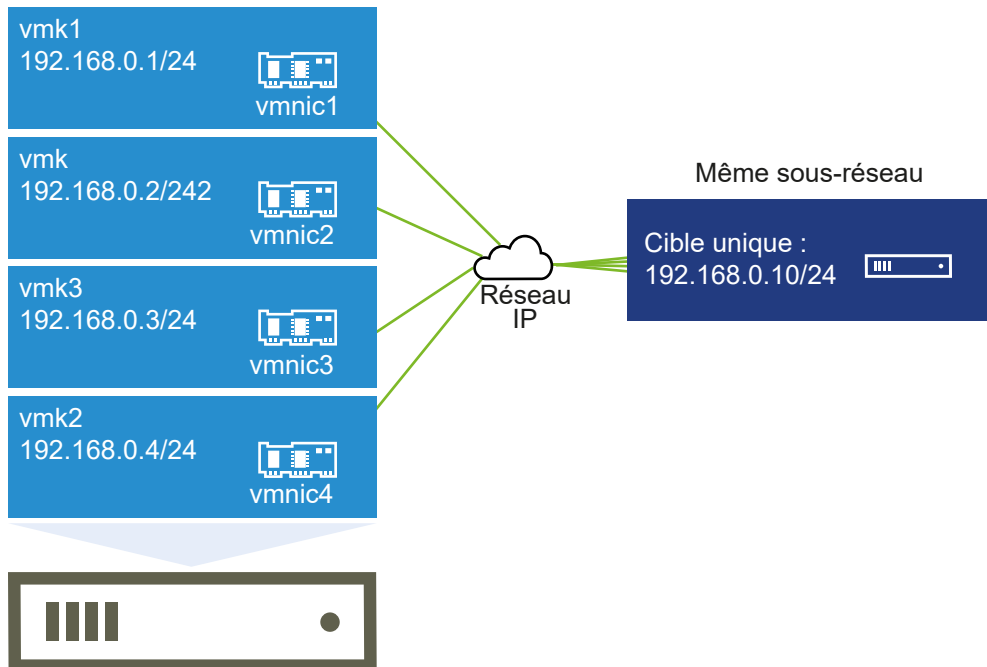 vmk1
192.168.0.1/24
vmnic1
vmk
192.168.0.2/242
vmnic2
vmk3
192.168.0.3/24
vmnic3
vmk2
192.168.0.4/24
vmnic4
Réseau
IP
Même sous-réseau
Cible unique :
192.168.0.10/24